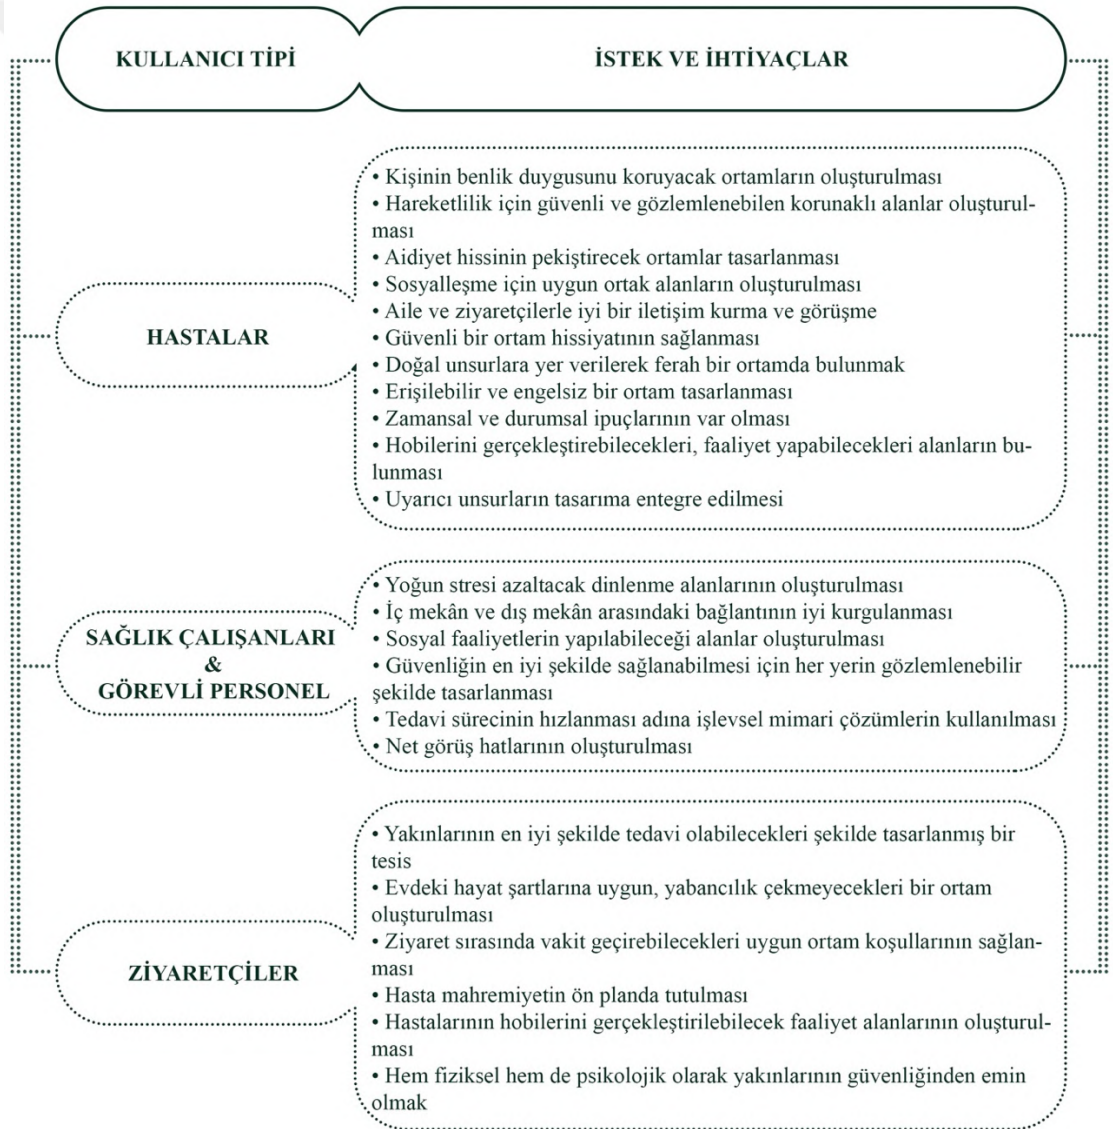 KULLANICI TİPİ
İSTEK VE İHTİYAÇLAR
HASTALAR
• Kişinin benlik duygusunu koruyacak ortamların oluşturulması
• Hareketlilik için güvenli ve gözlemlenebilen korunaklı alanlar oluşturul-
ması
• Aidiyet hissinin pekiştirecek ortamlar tasarlanması
• Sosyalleşme için uygun ortak alanların oluşturulması
• Aile ve ziyaretçilerle iyi bir iletişim kurma ve görüşme
• Güvenli bir ortam hissiyatının sağlanması
• Doğal unsurlara yer verilerek ferah bir ortamda bulunmak
• Erişilebilir ve engelsiz bir ortam tasarlanması
• Zamansal ve durumsal ipuçlarının var olması
• Hobilerini gerçekleştirebilecekleri, faaliyet yapabilecekleri alanların bu-
lunması
• Uyarıcı unsurların tasarıma entegre edilmesi
SAĞLIK ÇALIŞANLARI
&
GÖREVLİ PERSONEL
• Yoğun stresi azaltacak dinlenme alanlarının oluşturulması
• İç mekân ve dış mekân arasındaki bağlantının iyi kurgulanması
• Sosyal faaliyetlerin yapılabileceği alanlar oluşturulması
• Güvenliğin en iyi şekilde sağlanabilmesi için her yerin gözlemlenebilir
şekilde tasarlanması
• Tedavi sürecinin hızlanması adına işlevsel mimari çözümlerin kullanılması
• Net görüş hatlarının oluşturulması
ZİYARETÇİLER
• Yakınlarının en iyi şekilde tedavi olabilecekleri şekilde tasarlanmış bir
tesis
• Evdeki hayat şartlarına uygun, yabancılık çekmeyecekleri bir ortam
oluşturulması
• Ziyaret sırasında vakit geçirebilecekleri uygun ortam koşullarının sağlan-
ması
• Hasta mahremiyetin ön planda tutulması
• Hastalarının hobilerini gerçekleştirilebilecek faaliyet alanlarının oluşturul-
ması
• Hem fiziksel hem de psikolojik olarak yakınlarının güvenliğinden emin
olmak